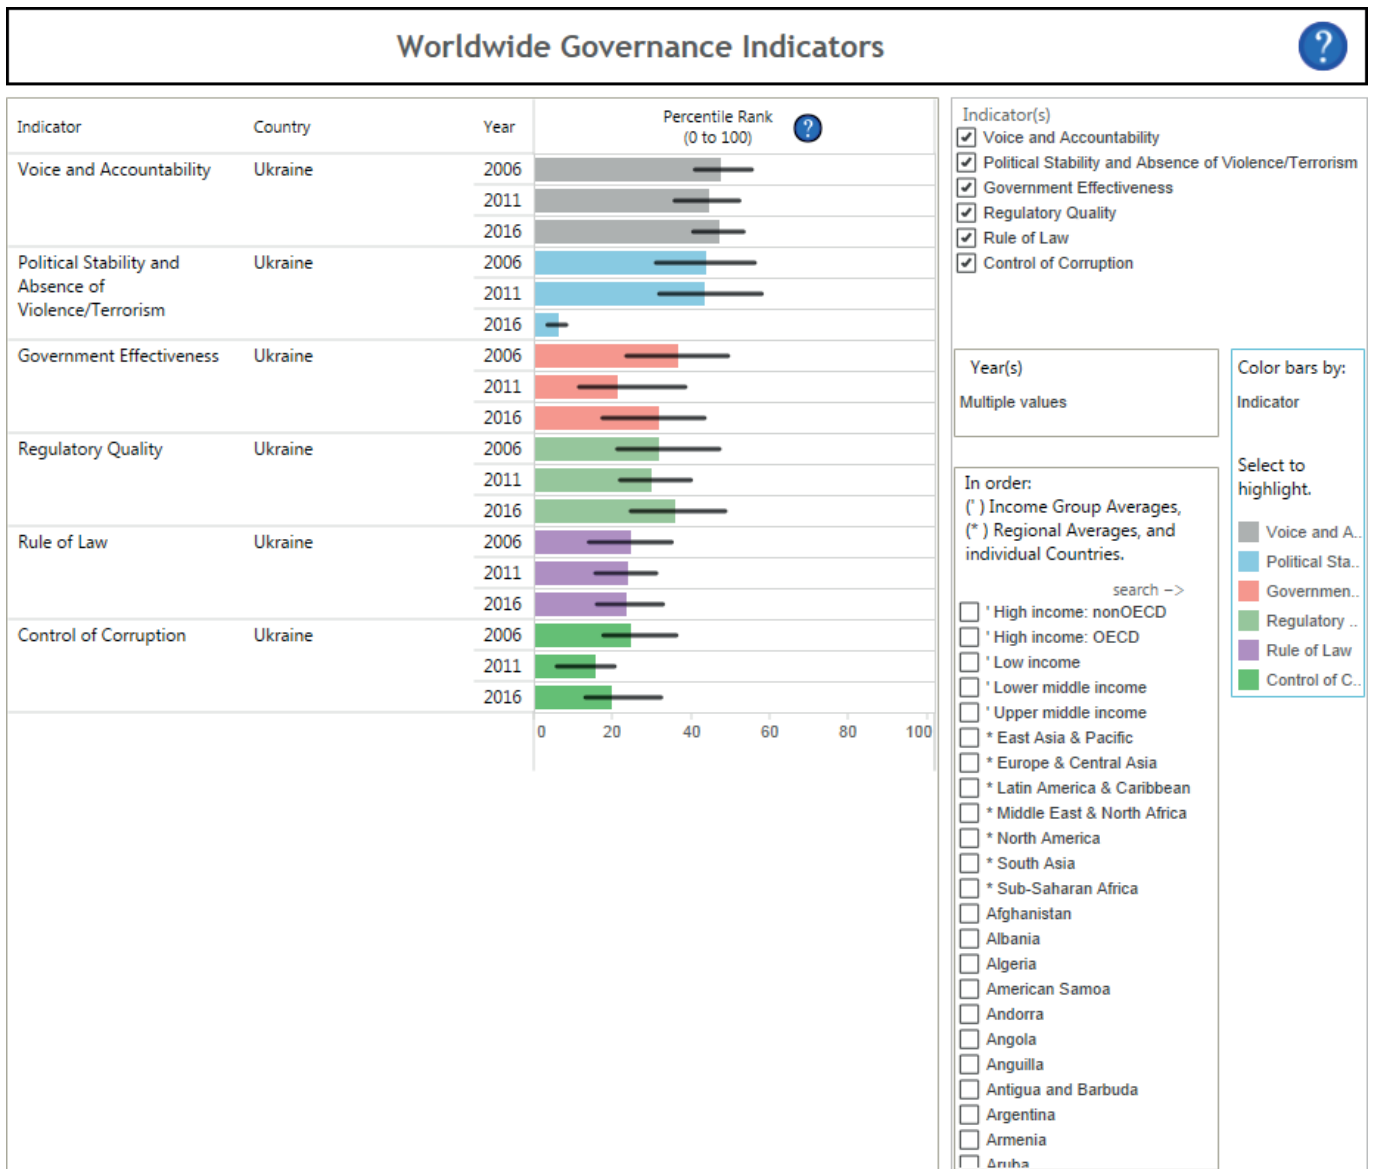 Worldwide Governance Indicators
?
Indicator Country Year Percentile Rank
(0 to 100)
?
Voice and Accountability Ukraine 2006
2011
2016
Political Stability and
Absence of
Violence/Terrorism
Ukraine 2006
2011
2016
Government Effectiveness Ukraine 2006
2011
2016
Regulatory Quality Ukraine 2006
2011
2016
Rule of Law Ukraine 2006
2011
2016
Control of Corruption Ukraine 2006
2011
2016
0 20 40 60 80 100
Indicator(s)
Voice and Accountability
Political Stability and Absence of Violence/Terrorism
Government Effectiveness
Regulatory Quality
Rule of Law
Control of Corruption
Year(s)
Multiple values
Color bars by:
Indicator
Select to
highlight.
Voice and A..
Political Sta..
Governmen..
Regulatory ..
Rule of Law
Control of C..
In order:
(' ) Income Group Averages,
(* ) Regional Averages, and
individual Countries.
search -->
' High income: nonOECD
' High income: OECD
' Low income
' Lower middle income
' Upper middle income
* East Asia & Pacific
* Europe & Central Asia
* Latin America & Caribbean
* Middle East & North Africa
* North America
* South Asia
* Sub-Saharan Africa
Afghanistan
Albania
Algeria
American Samoa
Andorra
Angola
Anguilla
Antigua and Barbuda
Argentina
Armenia
Aruba